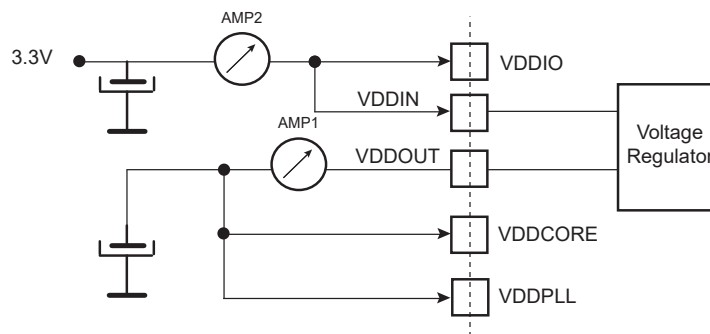 AMP2
3.3V
VDDIO
VDDIN
AMP1
VDDOUT
Voltage
Regulator
VDDCORE
VDDPLL